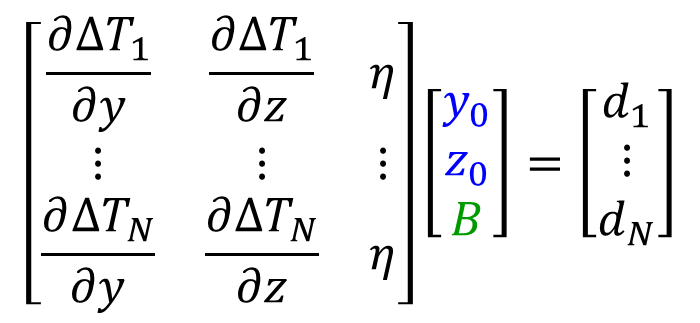 [∂ΔT₁/∂y ∂ΔT₁/∂z η] [y₀] = [d₁]
[⋮ ⋮ ⋮] [z₀] [⋮]
[∂ΔT_N/∂y ∂ΔT_N/∂z η] [B] [d_N]